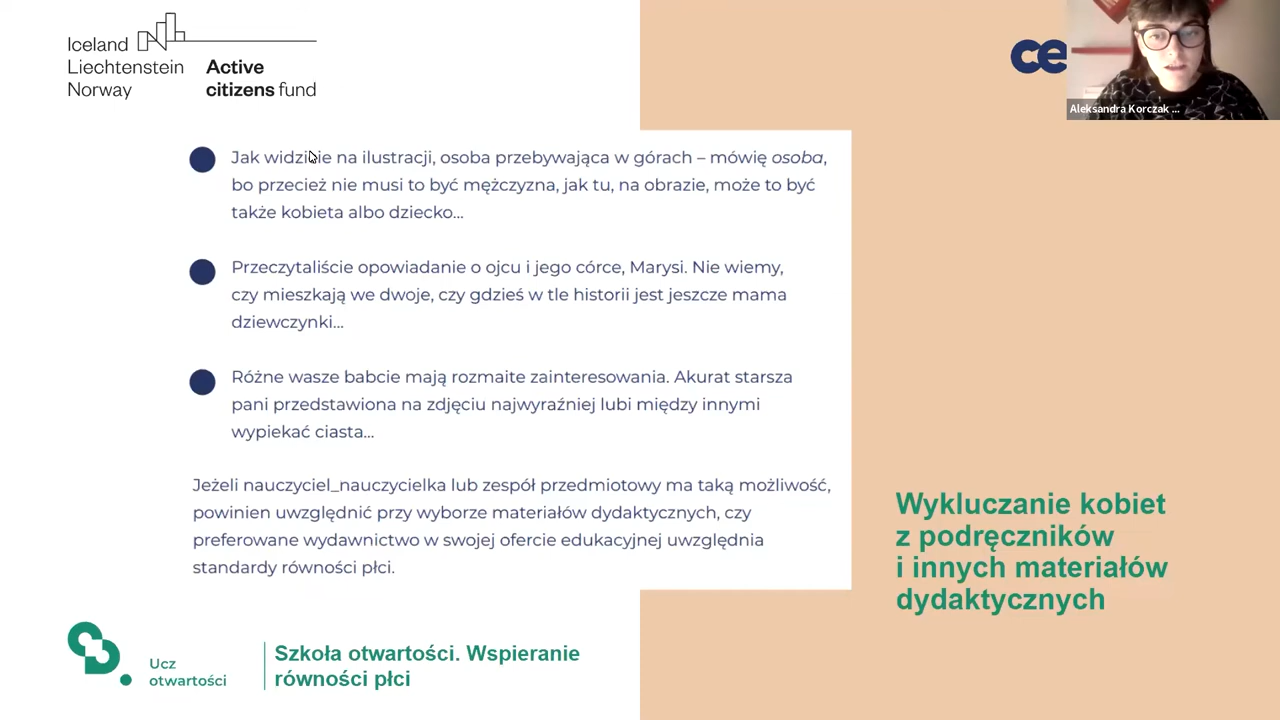 Iceland
Liechtenstein
Norway
Active
citizens fund
ce
Aleksandra Korczak ...
Jak widzicie na ilustracji, osoba przebywająca w górach – mówię osoba,
bo przecież nie musi to być mężczyzna, jak tu, na obrazie, może to być
także kobieta albo dziecko...
Przeczytaliście opowiadanie o ojcu i jego córce, Marysi. Nie wiemy,
czy mieszkają we dwoje, czy gdzieś w tle historii jest jeszcze mama
dziewczynki...
Różne wasze babcie mają rozmaite zainteresowania. Akurat starsza
pani przedstawiona na zdjęciu najwyraźniej lubi między innymi
wypiekać ciasta...
Jeżeli nauczyciel_nauczycielka lub zespół przedmiotowy ma taką możliwość,
powinien uwzględnić przy wyborze materiałów dydaktycznych, czy
preferowane wydawnictwo w swojej ofercie edukacyjnej uwzględnia
standardy równości płci.
Wykluczanie kobiet
z podręczników
i innych materiałów
dydaktycznych
Ucz
otwartości
Szkoła otwartości. Wspieranie
równości płci